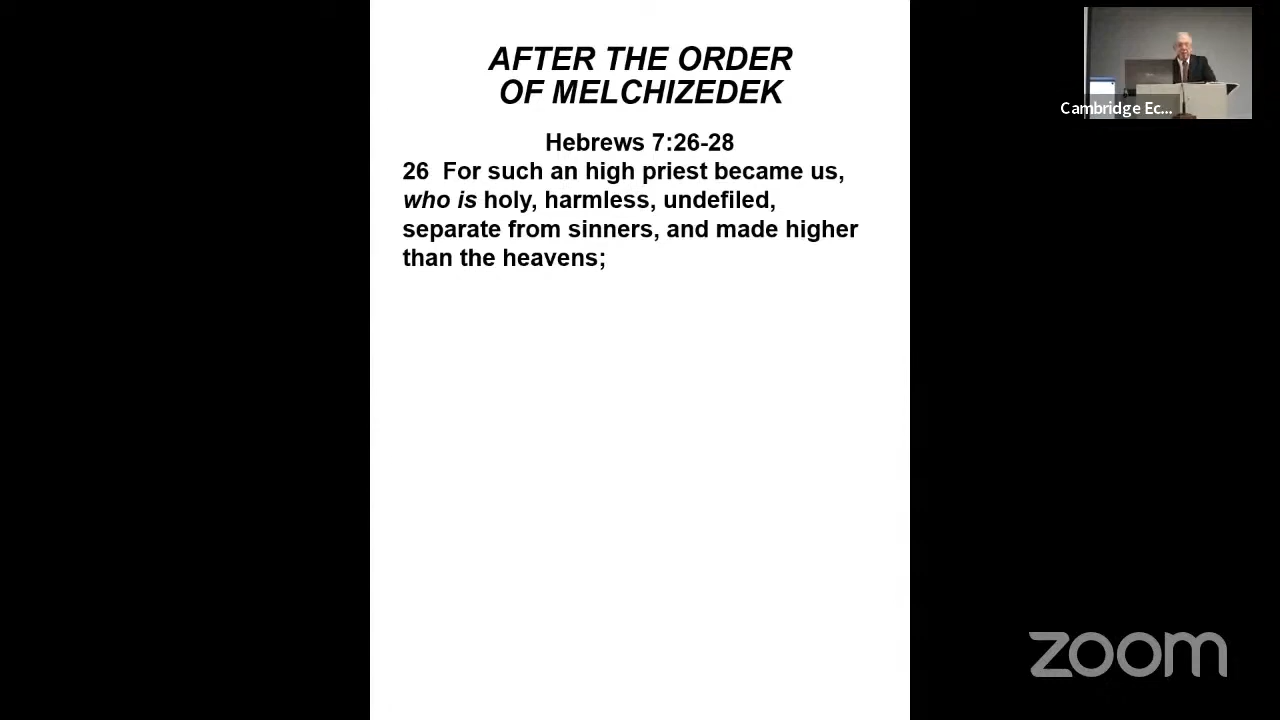 AFTER THE ORDER
OF MELCHIZEDEK
Hebrews 7:26-28
26 For such an high priest became us,
who is holy, harmless, undefiled,
separate from sinners, and made higher
than the heavens;
Cambridge Ec...
zoom